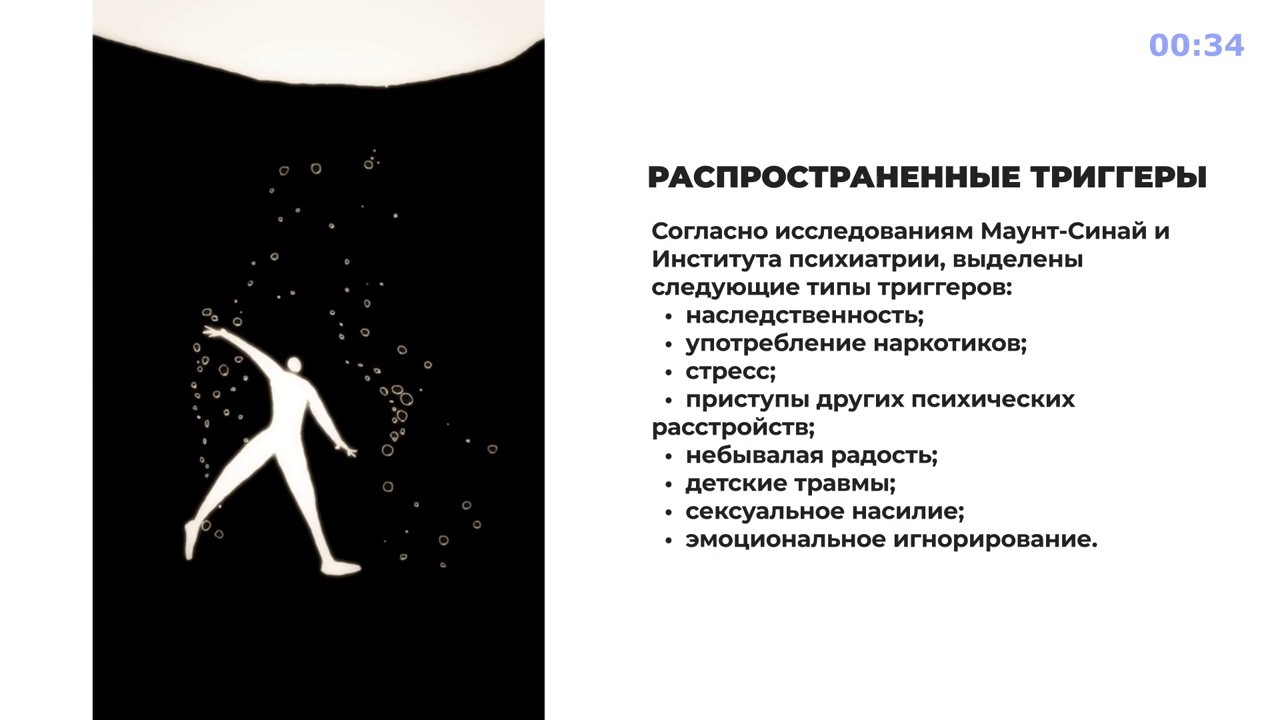 00:34
РАСПРОСТРАНЕННЫЕ ТРИГГЕРЫ
Согласно исследованиям Маунт-Синай и
Института психиатрии, выделены
следующие типы триггеров:
• наследственность;
• употребление наркотиков;
• стресс;
• приступы других психических
расстройств;
• небывалая радость;
• детские травмы;
• сексуальное насилие;
• эмоциональное игнорирование.